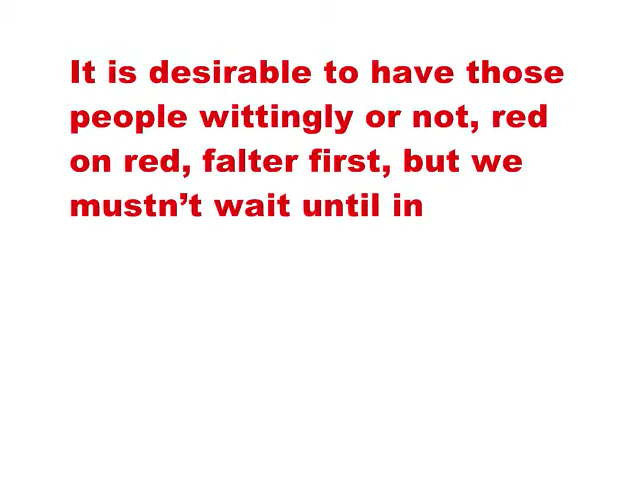 It is desirable to have those
people wittingly or not, red
on red, falter first, but we
mustn’t wait until in